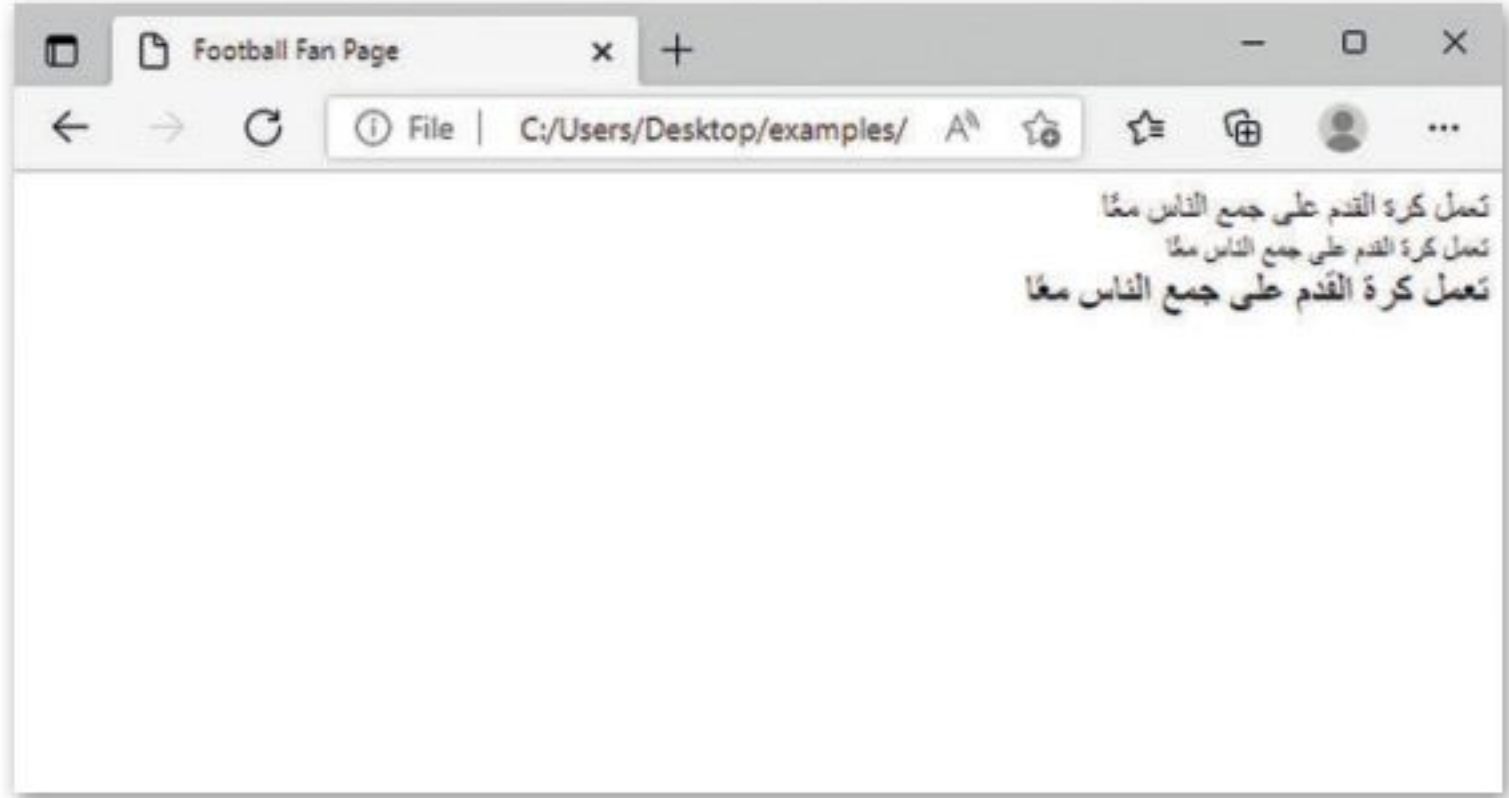 Football Fan Page
File | C:/Users/Desktop/examples/
تعمل كرة القدم على جمع الناس معًا
تعمل كرة القدم على جمع الناس معًا
تعمل كرة القدم على جمع الناس معًا